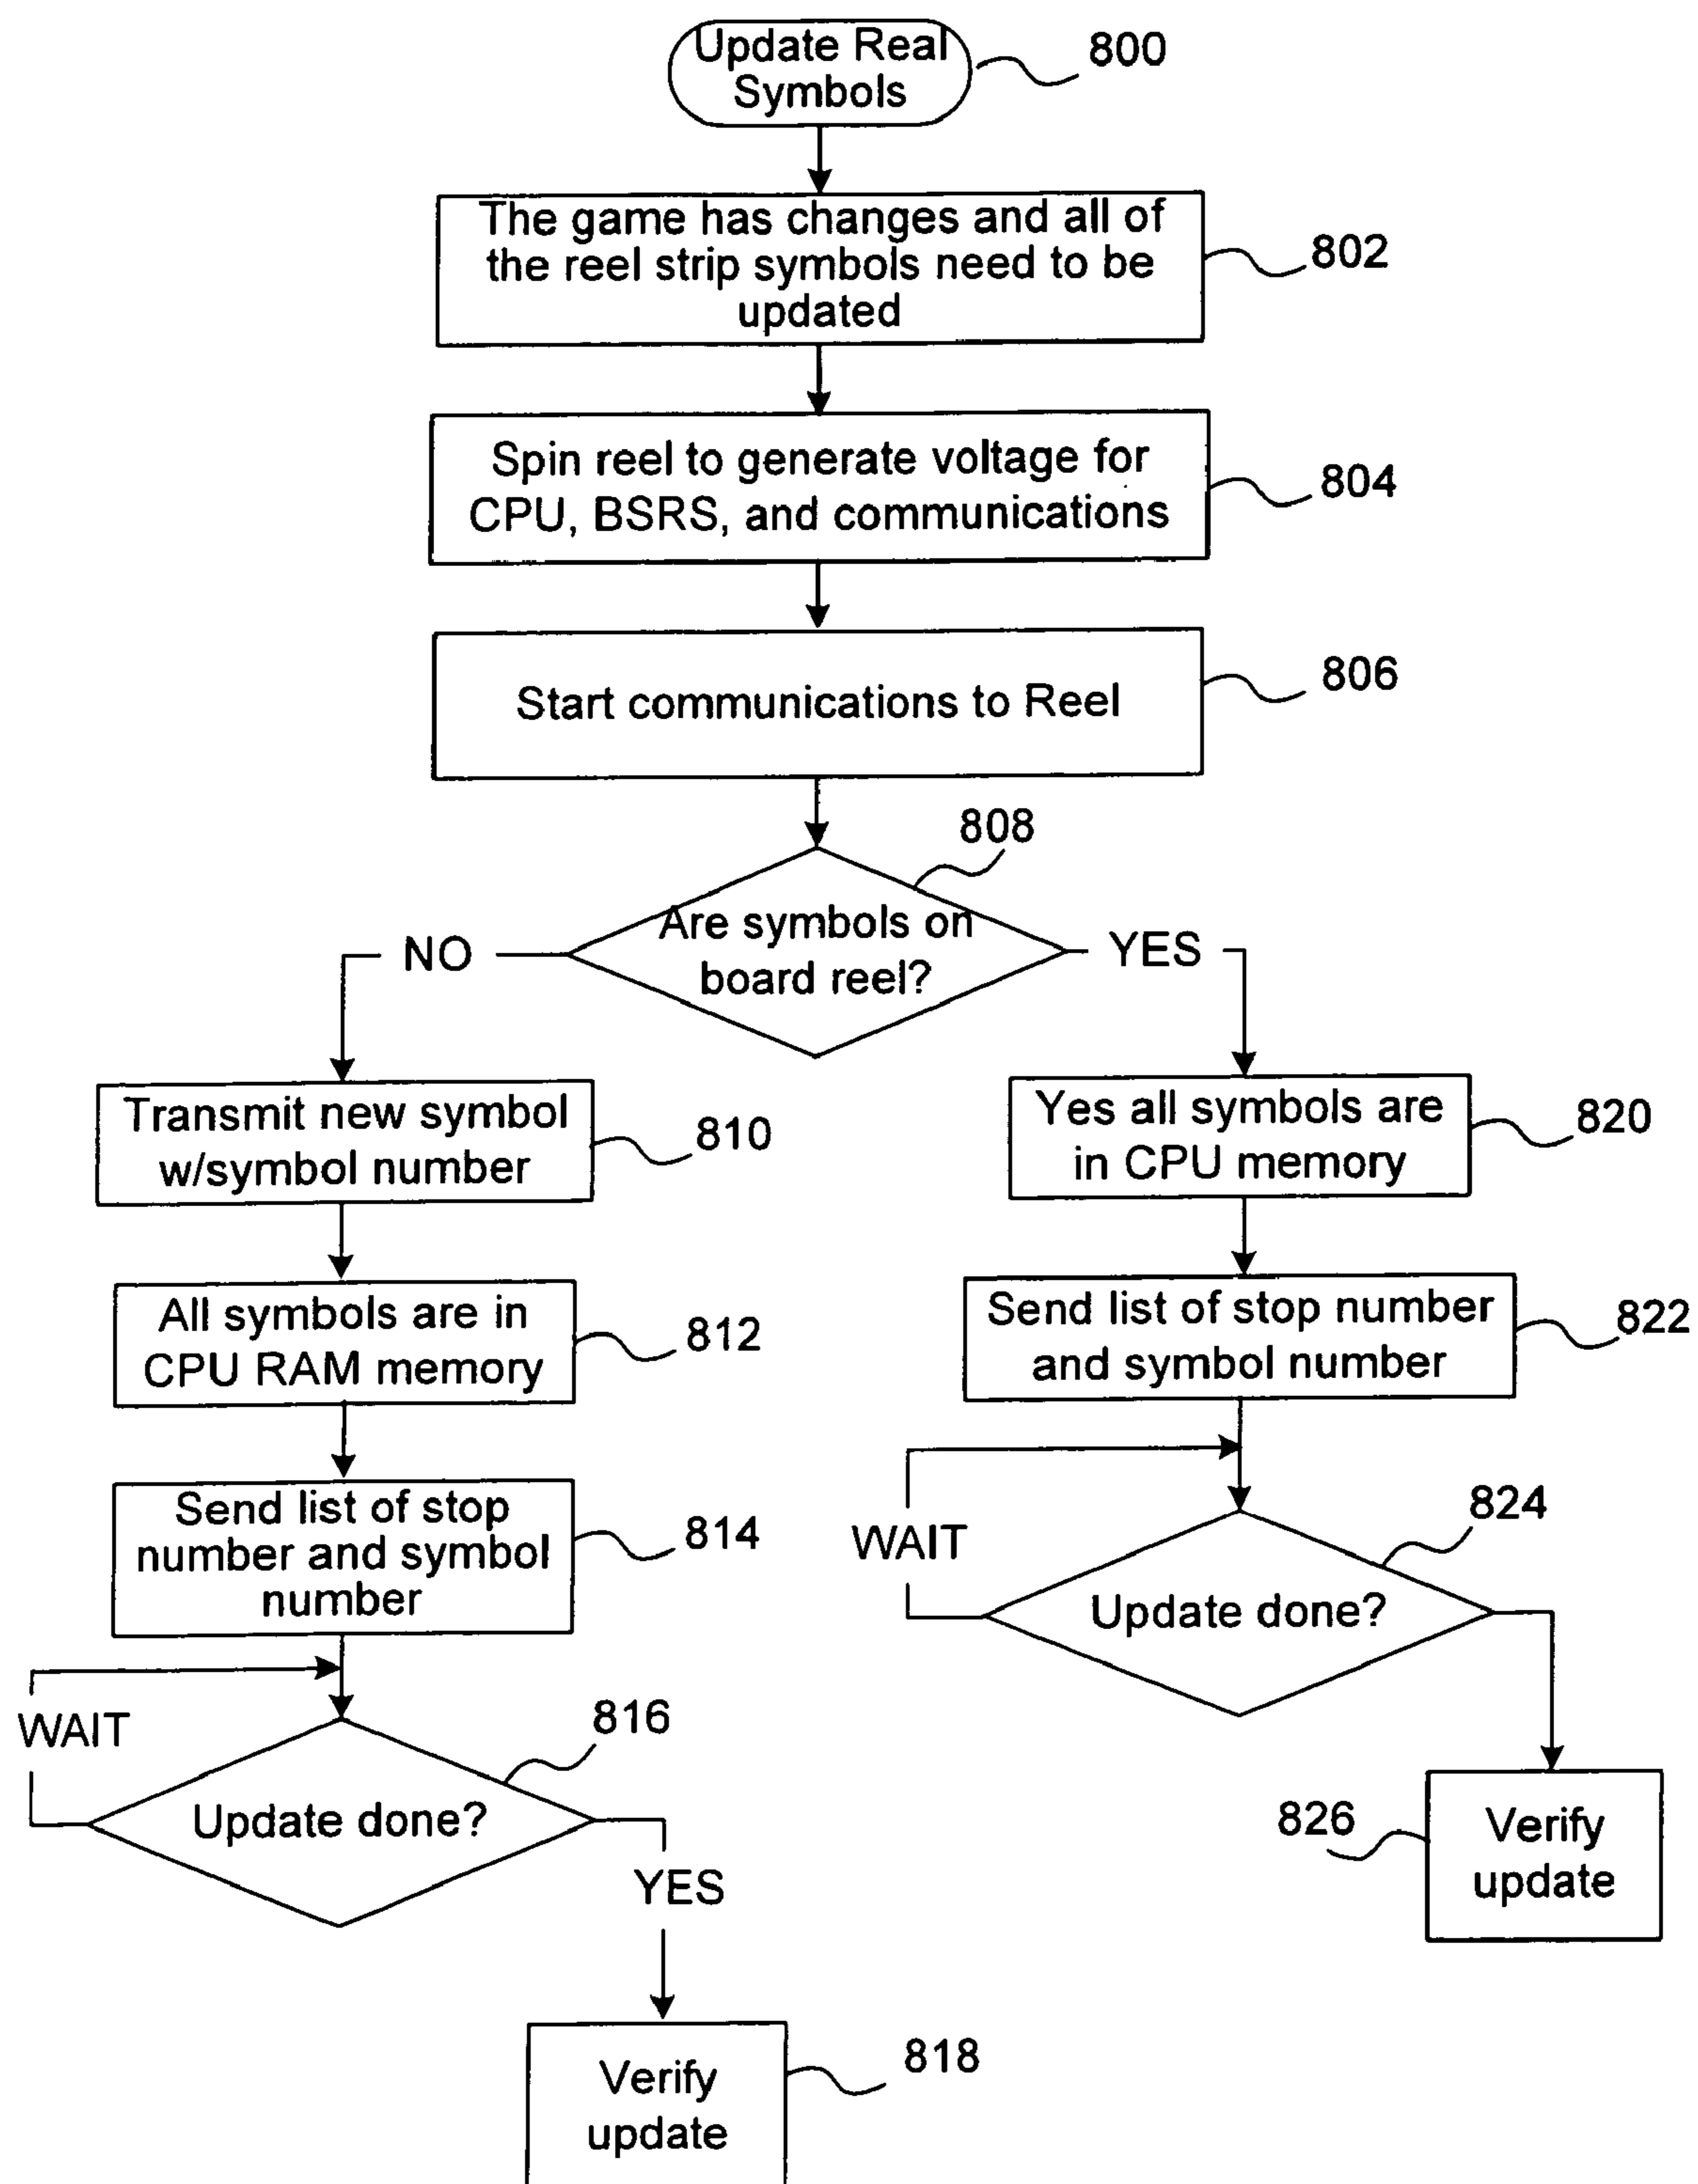 Update Real
Symbols
800
The game has changes and all of
the reel strip symbols need to be
updated
802
Spin reel to generate voltage for
CPU, BSRS, and communications
804
Start communications to Reel
806
808
Are symbols on
board reel?
NO
YES
Transmit new symbol
w/symbol number
810
Yes all symbols are
in CPU memory
820
All symbols are in
CPU RAM memory
812
Send list of stop number
and symbol number
822
Send list of stop
number and symbol
number
814
WAIT
824
Update done?
WAIT
816
Update done?
YES
826
Verify
update
Verify
update
818